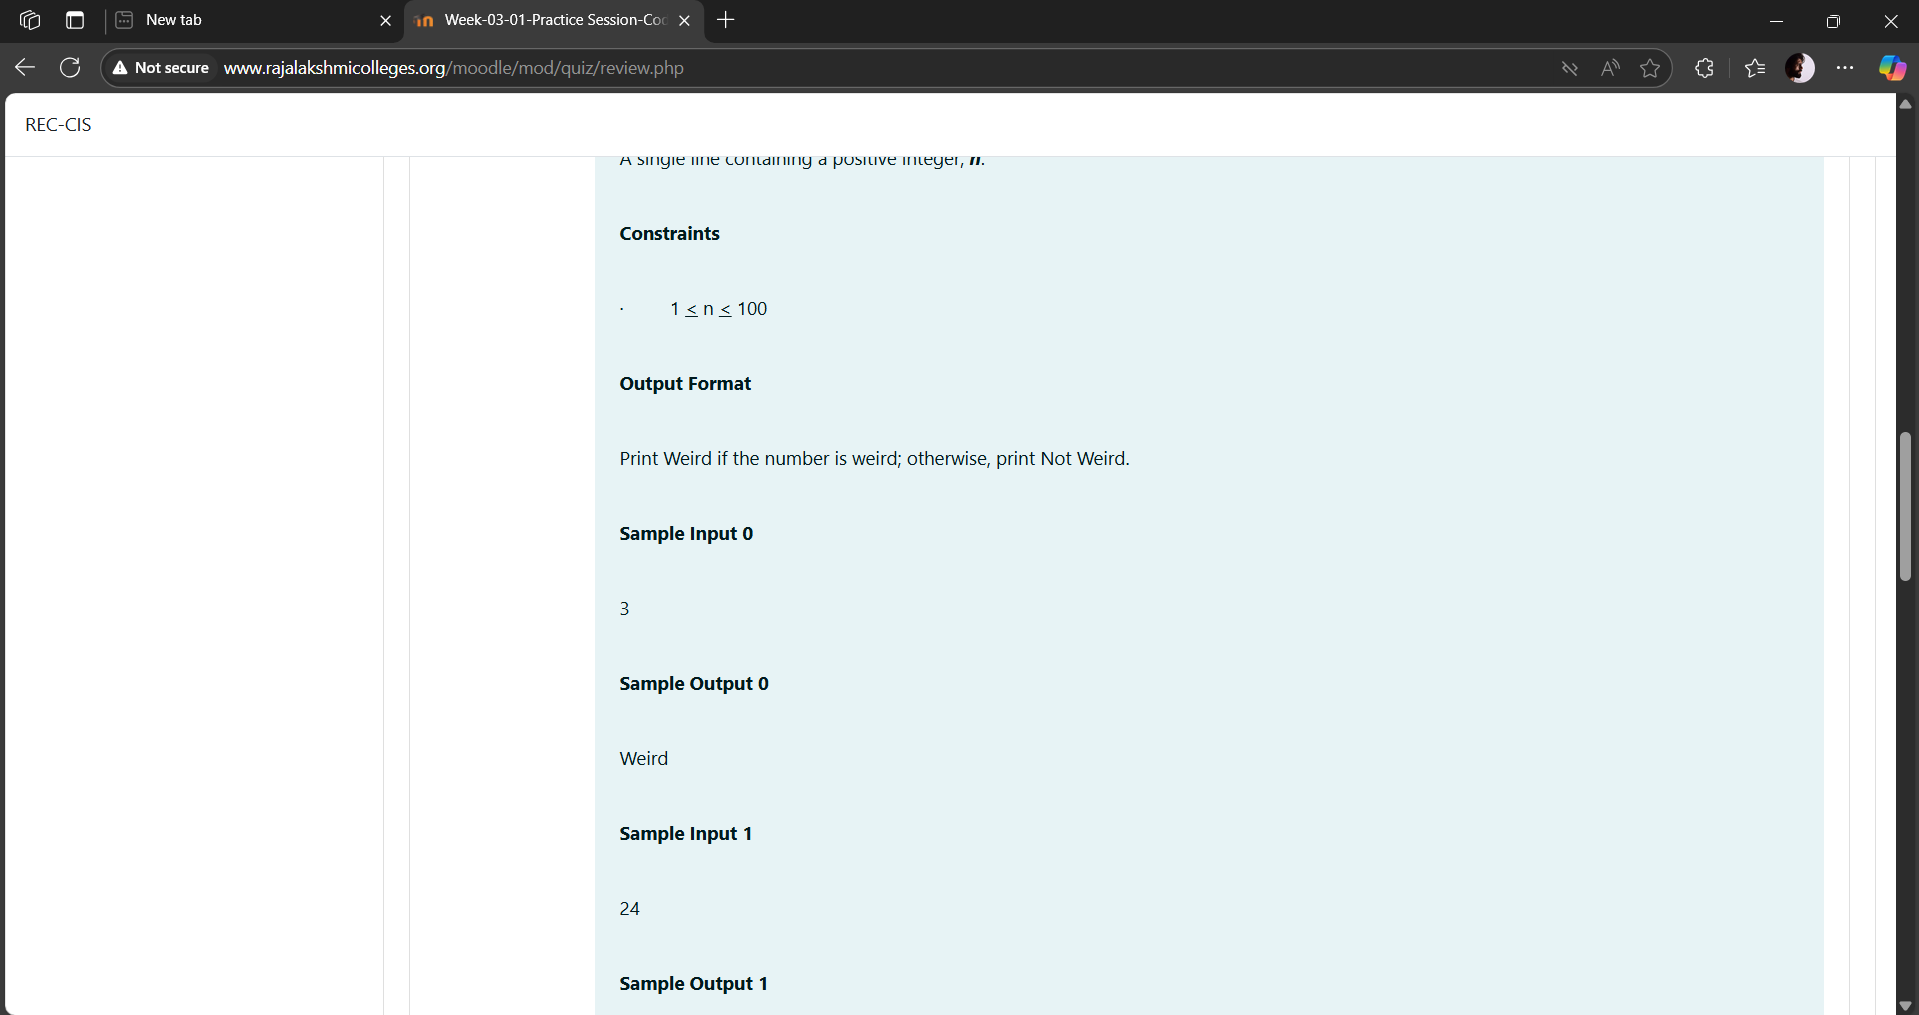 New tab
Week-03-01-Practice Session-Co
Not secure www.rajalakshmicolleges.org/moodle/mod/quiz/review.php
REC-CIS
A single line containing a positive integer, n.
Constraints
· 1 ≤ n ≤ 100
Output Format
Print Weird if the number is weird; otherwise, print Not Weird.
Sample Input 0
3
Sample Output 0
Weird
Sample Input 1
24
Sample Output 1